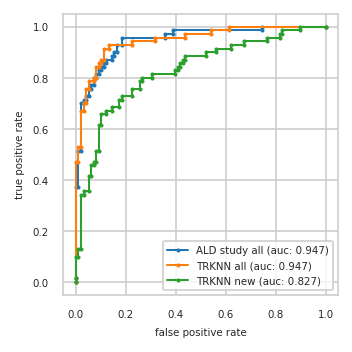 1.0
0.8
0.6
0.4
0.2
0.0
true positive rate
ALD study all (auc: 0.947)
TRKNN all (auc: 0.947)
TRKNN new (auc: 0.827)
0.0 0.2 0.4 0.6 0.8 1.0
false positive rate